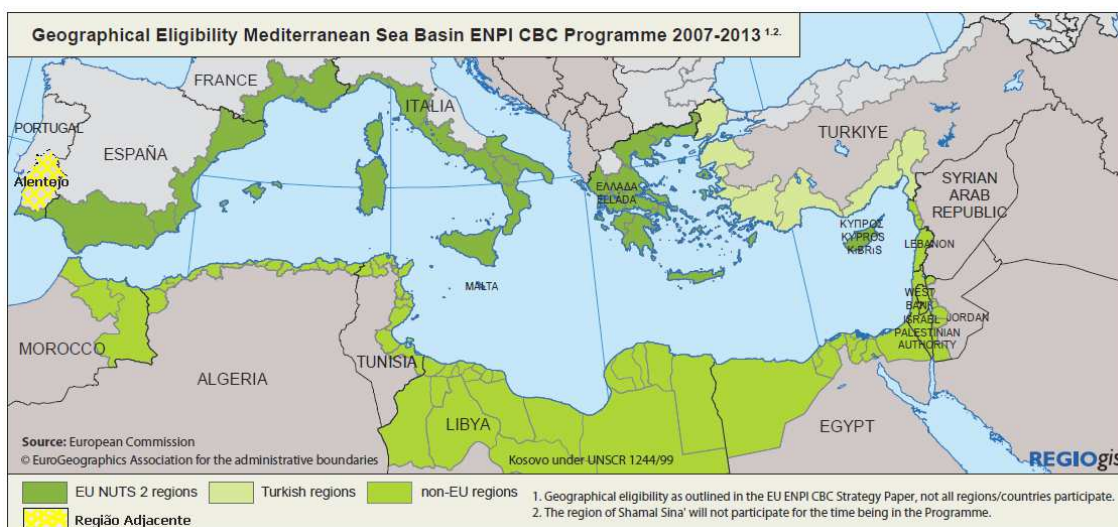 Geographical Eligibility Mediterranean Sea Basin ENPI CBC Programme 2007-2013 1.2.
FRANCE
ITALIA
PORTUGAL
ESPAÑA
Alentejo
TURKIYE
ΕΛΛΑΔΑ
ELLADA
SYRIAN
ARAB
REPUBLIC
ΚΥΠΡΟΣ
KYPROS
KıBRıS
LEBANON
MALTA
WEST
BANK
ISRAEL
JORDAN
PALESTINIAN
AUTHORITY
MOROCCO
ALGERIA
TUNISIA
LIBYA
EGYPT
Source: European Commission
© EuroGeographics Association for the administrative boundaries
Kosovo under UNSCR 1244/99
REGIOgis
EU NUTS 2 regions
Turkish regions
non-EU regions
Região Adjacente
1. Geographical eligibility as outlined in the EU ENPI CBC Strategy Paper, not all regions/countries participate.
2. The region of Shamal Sina' will not participate for the time being in the Programme.